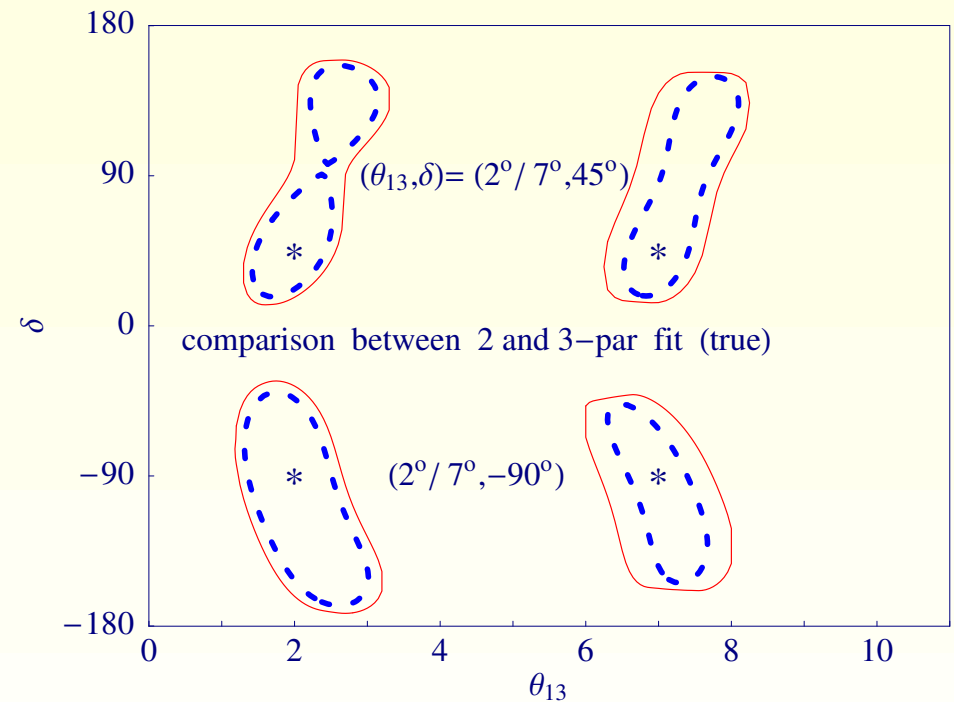 180
90
(θ₁₃,δ)= (2°/ 7°,45°)
* *
δ
0
comparison between 2 and 3−par fit (true)
−90
* (2°/ 7°,−90°) *
−180
0 2 4 6 8 10
θ₁₃